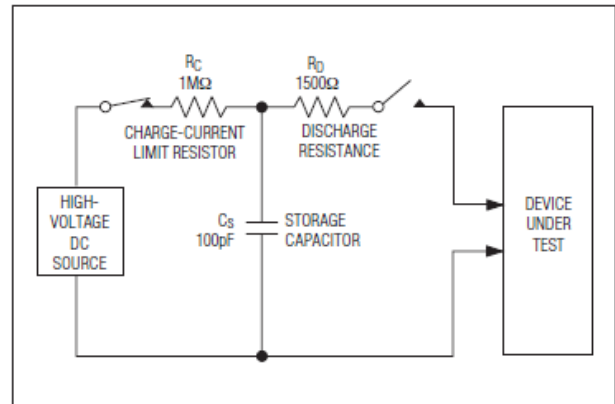 RC
1MΩ
CHARGE-CURRENT
LIMIT RESISTOR
RD
1500Ω
DISCHARGE
RESISTANCE
HIGH-
VOLTAGE
DC
SOURCE
CS
100pF
STORAGE
CAPACITOR
DEVICE
UNDER
TEST